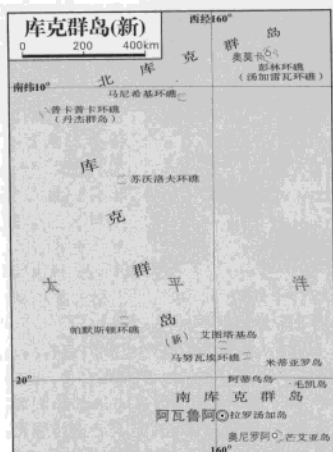 库克群岛(新)
0 200 400km
西经160°
北库克群岛
奥莫卡
彭林环礁
(汤加雷瓦环礁)
南纬10°
马尼希基环礁
普卡普卡环礁
(丹杰群岛)
苏沃洛夫环礁
库克群岛
(新)
太平洋
帕默斯顿环礁
艾图塔基岛
马努瓦埃环礁
米蒂亚罗岛
20°
阿蒂乌岛
毛凯岛
南库克群岛
阿瓦鲁阿
拉罗汤加岛
奥尼罗阿
芒艾亚岛
160°